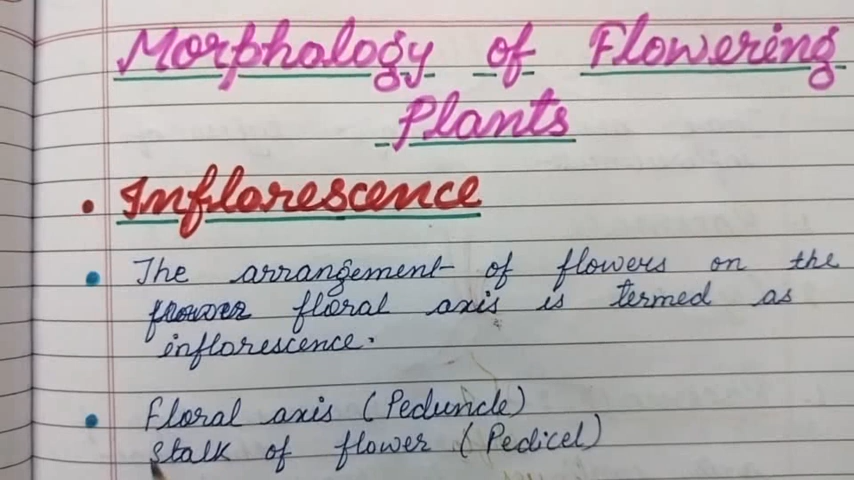 Morphology of Flowering
Plants
• Inflorescence
• The arrangement of flowers on the
flower floral axis is termed as
inflorescence.
• Floral axis (Peduncle)
Stalk of flower (Pedicel)